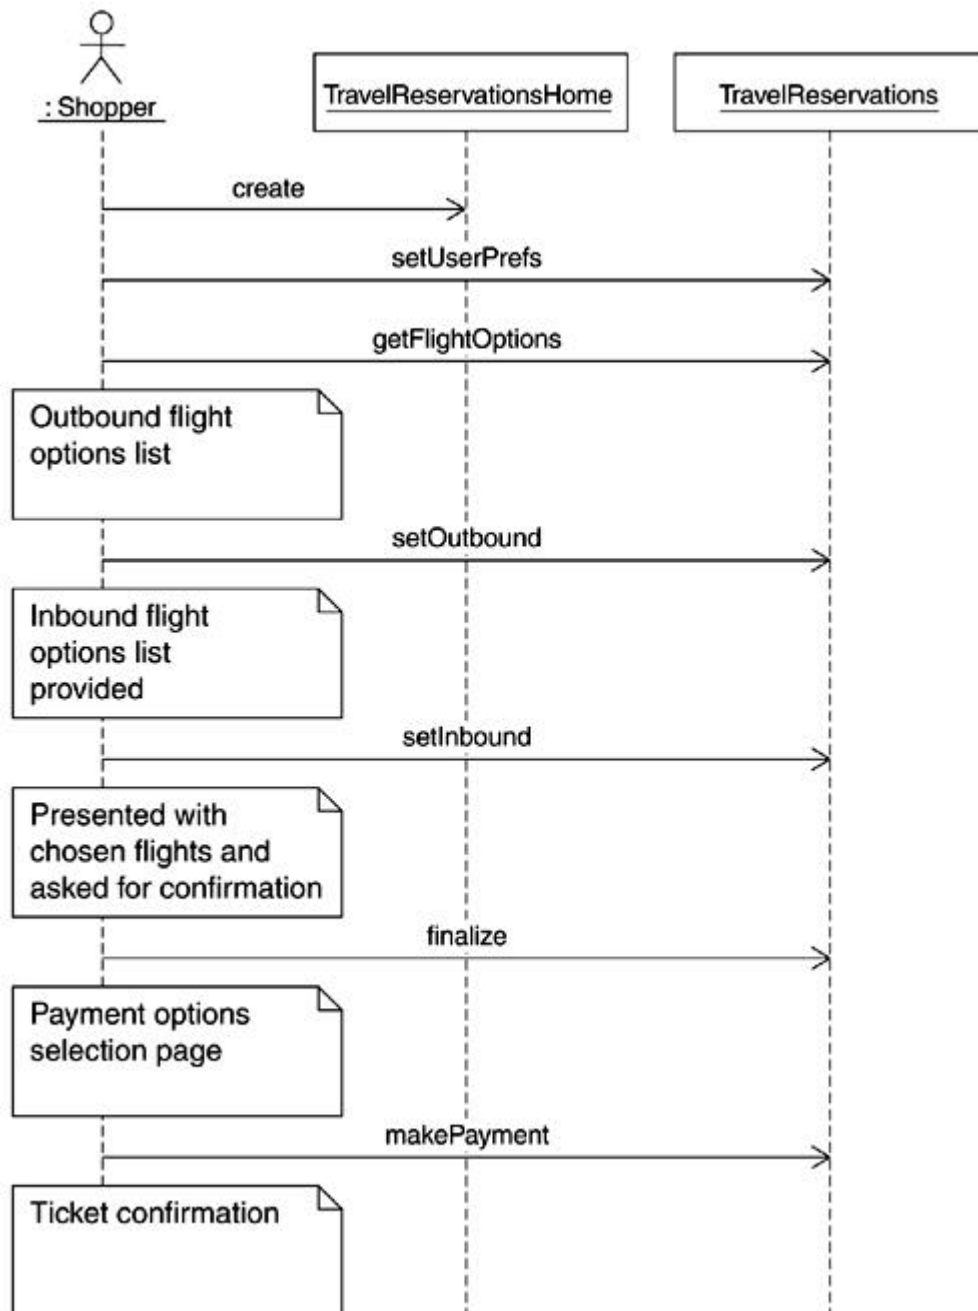 : Shopper
TravelReservationsHome
TravelReservations
create
setUserPrefs
getFlightOptions
Outbound flight
options list
setOutbound
Inbound flight
options list
provided
setInbound
Presented with
chosen flights and
asked for confirmation
finalize
Payment options
selection page
makePayment
Ticket confirmation